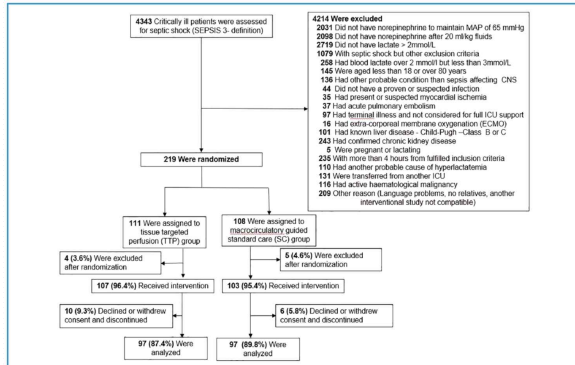 4343 Critically ill patients were assessed
for septic shock (SEPSIS 3- definition)
4214 Were excluded
2031 Did not have norepinephrine to maintain MAP of 65 mmHg
2098 Did not have norepinephrine after 20 ml/kg fluids
2719 Did not have lactate > 2mmol/L
1079 With septic shock but other exclusion criteria
258 Had blood lactate over 2 mmol/l but less than 3mmol/L
145 Were aged less than 18 or over 80 years
136 Had other probable condition than sepsis affecting CNS
44 Did not have a proven or suspected infection
35 Had present or suspected myocardial ischemia
37 Had acute pulmonary embolism
97 Had terminal illness and not considered for full ICU support
16 Had extra-corporeal membrane oxygenation (ECMO)
101 Had known liver disease - Child-Pugh –Class B or C
243 Had confirmed chronic kidney disease
5 Were pregnant or lactating
235 With more than 4 hours from fulfilled inclusion criteria
110 Had another probable cause of hyperlactatemia
131 Were transferred from another ICU
116 Had active haematological malignancy
209 Other reason (Language problems, no relatives, another
interventional study not compatible)
219 Were randomized
111 Were assigned to
tissue targeted
perfusion (TTP) group
108 Were assigned to
macrocirculatory guided
standard care (SC) group
4 (3.6%) Were excluded
after randomization
5 (4.6%) Were excluded
after randomization
107 (96.4%) Received intervention
103 (95.4%) Received intervention
10 (9.3%) Declined or withdrew
consent and discontinued
6 (5.8%) Declined or withdrew
consent and discontinued
97 (87.4%) Were
analyzed
97 (89.8%) Were
analyzed